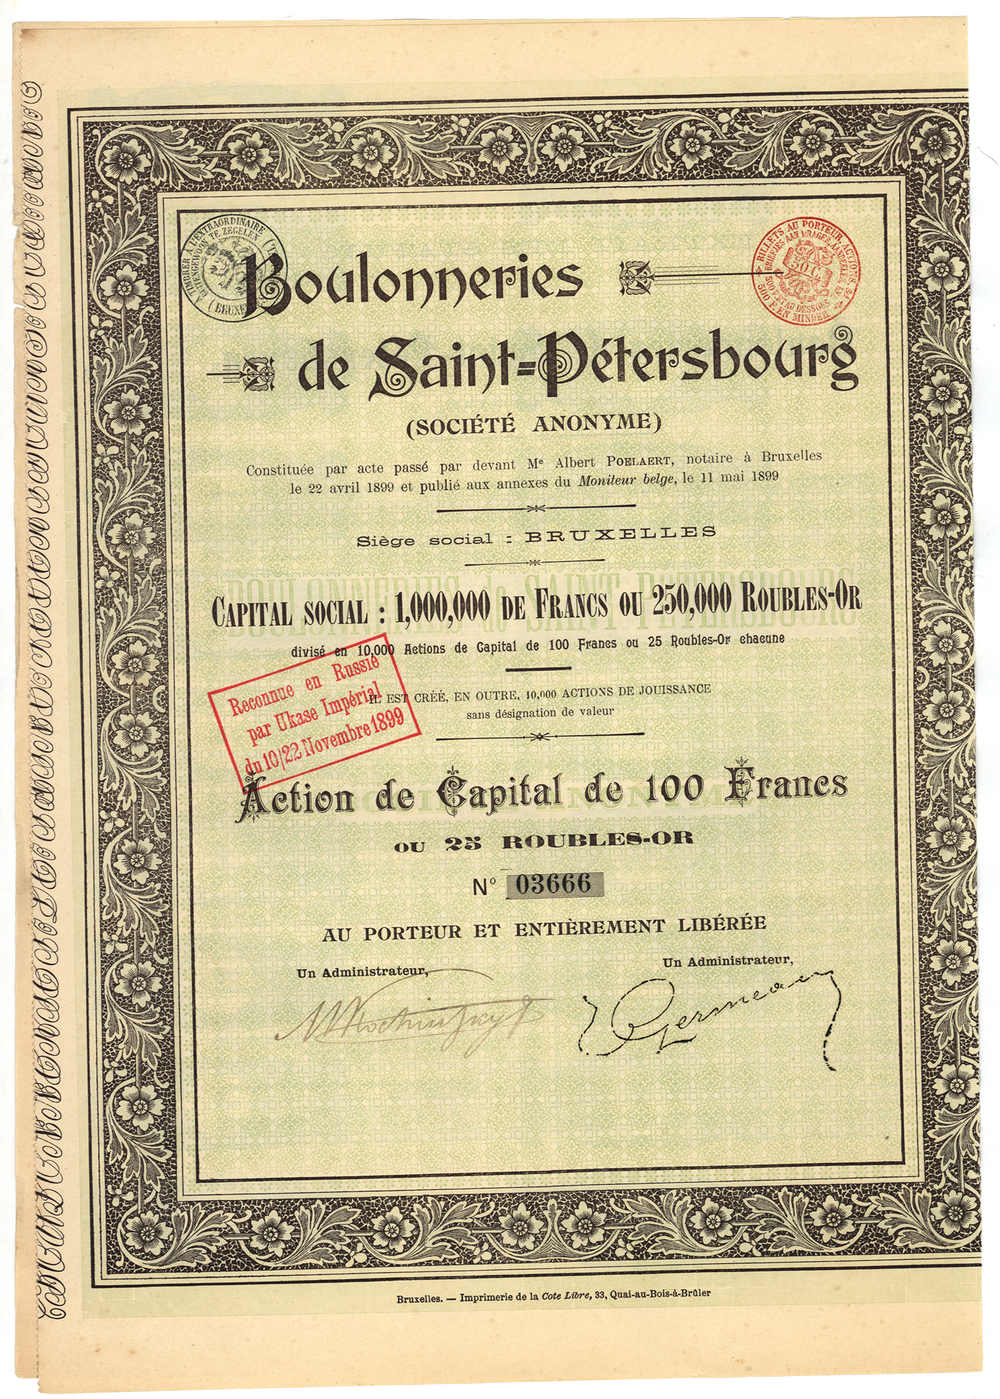 Boulonneries
de Saint=Pétersbourg
(SOCIÉTÉ ANONYME)
Constituée par acte passé par devant Mᵉ Albert POELAERT, notaire à Bruxelles
le 22 avril 1899 et publié aux annexes du Moniteur belge, le 11 mai 1899
Siège social : BRUXELLES
BOULONNERIES de SAINT-PETERSBOURG
CAPITAL SOCIAL : 1,000,000 DE FRANCS OU 250,000 ROUBLES-OR
divisé en 10,000 Actions de Capital de 100 Francs ou 25 Roubles-Or chacune
IL EST CRÉÉ, EN OUTRE, 10,000 ACTIONS DE JOUISSANCE
sans désignation de valeur
Reconnue en Russie
par Ukase Impérial
du 10/22 Novembre 1899
Action de Capital de 100 Francs
OU 25 ROUBLES-OR
Nº 03666
AU PORTEUR ET ENTIÈREMENT LIBÉRÉE
Un Administrateur,
Un Administrateur,
Germeau
Bruxelles. — Imprimerie de la Cote Libre, 33, Quai-au-Bois-à-Brûler